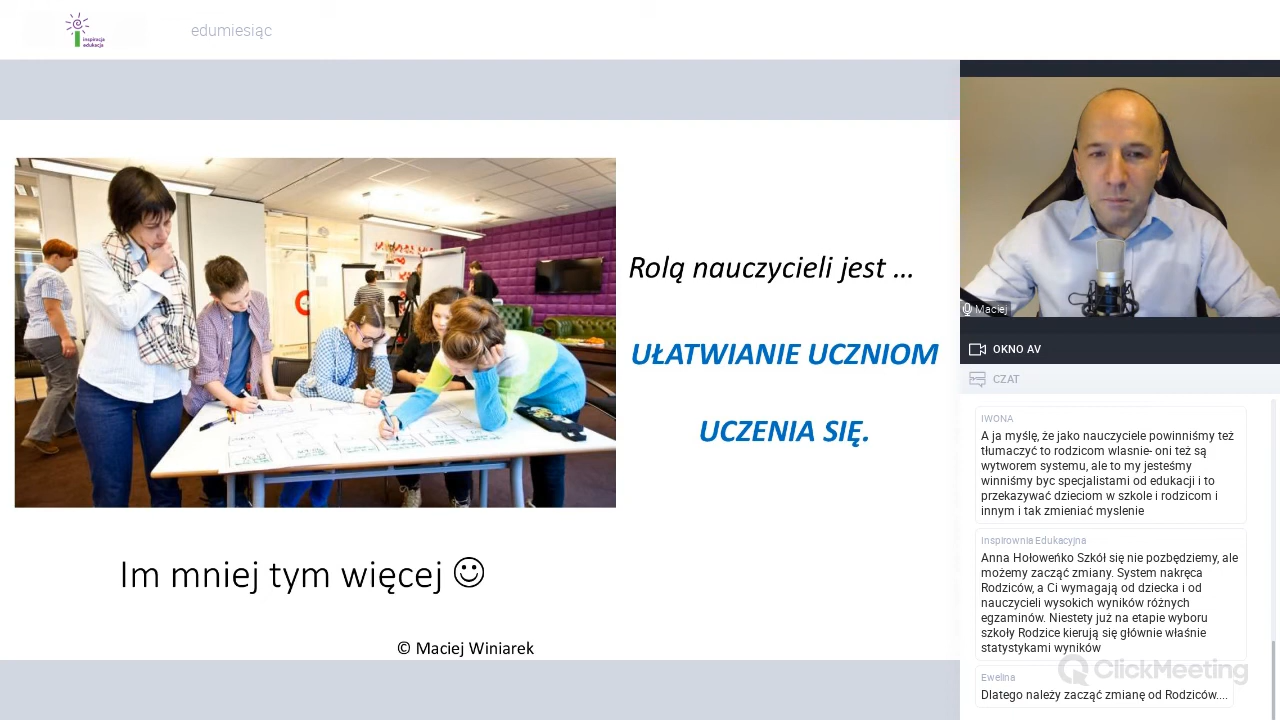 inspiracja
edukacja
edumiesiąc
Rolą nauczycieli jest ...
UŁATWIANIE UCZNIOM
UCZENIA SIĘ.
Im mniej tym więcej ☺
© Maciej Winiarek
Maciej
OKNO AV
CZAT
IWONA
A ja myślę, że jako nauczyciele powinniśmy też
tłumaczyć to rodzicom wlasnie- oni też są
wytworem systemu, ale to my jesteśmy
winniśmy byc specjalistami od edukacji i to
przekazywać dzieciom w szkole i rodzicom i
innym i tak zmieniać myslenie
Inspirownia Edukacyjna
Anna Hołoweńko Szkół się nie pozbędziemy, ale
możemy zacząć zmiany. System nakręca
Rodziców, a Ci wymagają od dziecka i od
nauczycieli wysokich wyników różnych
egzaminów. Niestety już na etapie wyboru
szkoły Rodzice kierują się głównie właśnie
statystykami wyników
ClickMeeting
Ewelina
Dlatego należy zacząć zmianę od Rodziców....